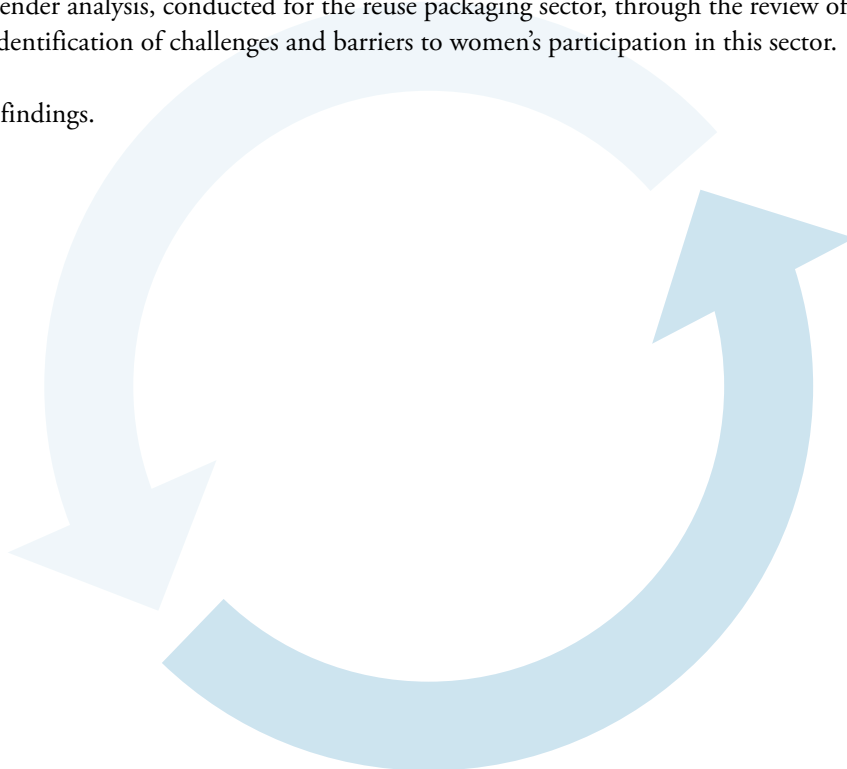 ender analysis, conducted for the reuse packaging sector, through the review of
dentification of challenges and barriers to women’s participation in this sector.
findings.